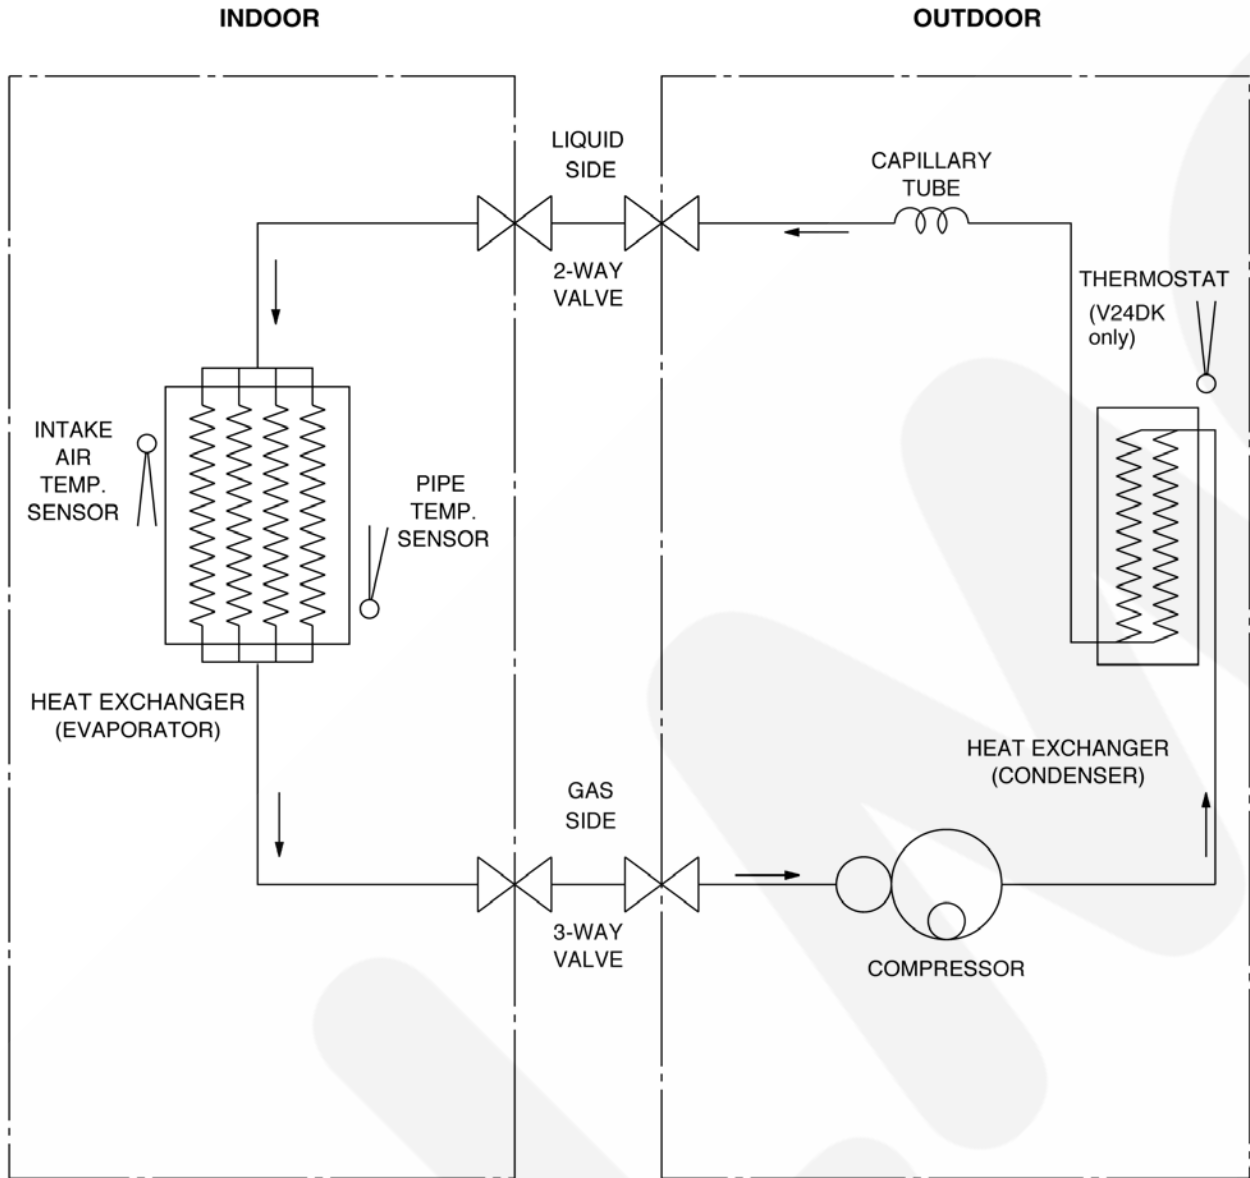 INDOOR
OUTDOOR
LIQUID
SIDE
CAPILLARY
TUBE
2-WAY
VALVE
THERMOSTAT
(V24DK
only)
INTAKE
AIR
TEMP.
SENSOR
PIPE
TEMP.
SENSOR
HEAT EXCHANGER
(EVAPORATOR)
HEAT EXCHANGER
(CONDENSER)
GAS
SIDE
3-WAY
VALVE
COMPRESSOR